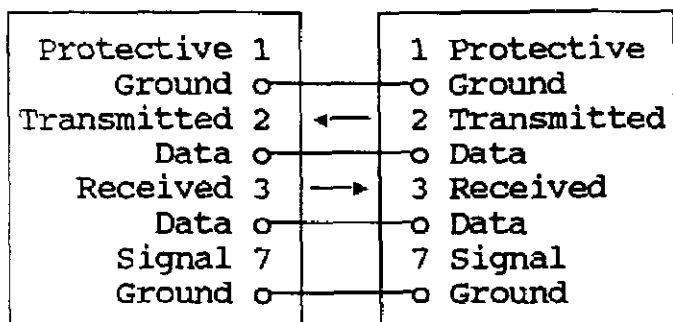 Protective 1 1 Protective
Ground Ground
Transmitted 2 2 Transmitted
Data Data
Received 3 3 Received
Data Data
Signal 7 7 Signal
Ground Ground